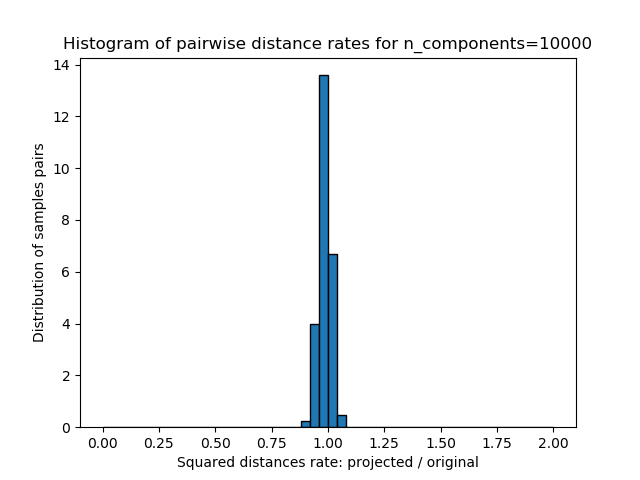 Histogram of pairwise distance rates for n_components=10000
14
12
10
8
6
4
2
0
Distribution of samples pairs
0.00 0.25 0.50 0.75 1.00 1.25 1.50 1.75 2.00
Squared distances rate: projected / original